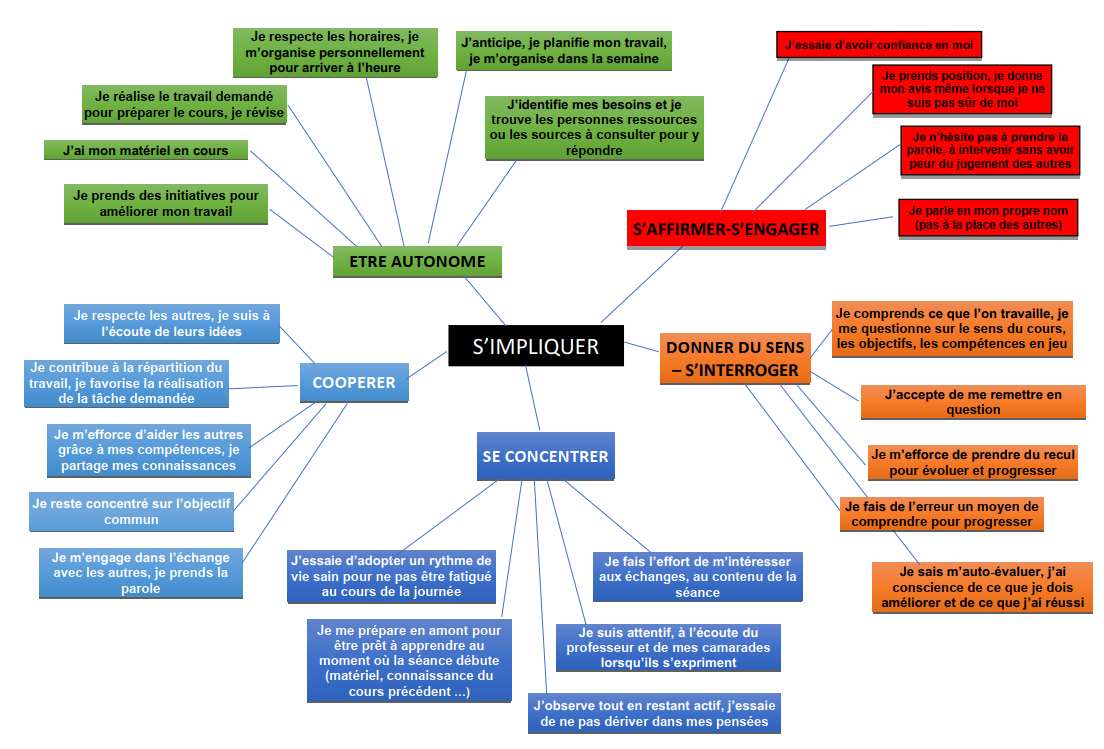 Je respecte les horaires, je
m'organise personnellement
pour arriver à l'heure
J'anticipe, je planifie mon travail,
je m'organise dans la semaine
Je réalise le travail demandé
pour préparer le cours, je révise
J'identifie mes besoins et je
trouve les personnes ressources
ou les sources à consulter pour y
répondre
J'ai mon matériel en cours
Je prends des initiatives pour
améliorer mon travail
ETRE AUTONOME
J'essaie d'avoir confiance en moi
Je prends position, je donne
mon avis même lorsque je ne
suis pas sûr de moi
Je n'hésite pas à prendre la
parole, à intervenir sans avoir
peur du jugement des autres
Je parle en mon propre nom
(pas à la place des autres)
S'AFFIRMER-S'ENGAGER
S'IMPLIQUER
Je respecte les autres, je suis à
l'écoute de leurs idées
Je contribue à la répartition du
travail, je favorise la réalisation
de la tâche demandée
COOPERER
Je m'efforce d'aider les autres
grâce à mes compétences, je
partage mes connaissances
Je reste concentré sur l'objectif
commun
Je m'engage dans l'échange
avec les autres, je prends la
parole
DONNER DU SENS
– S'INTERROGER
Je comprends ce que l'on travaille, je
me questionne sur le sens du cours,
les objectifs, les compétences en jeu
J'accepte de me remettre en
question
Je m'efforce de prendre du recul
pour évoluer et progresser
Je fais de l'erreur un moyen de
comprendre pour progresser
Je sais m'auto-évaluer, j'ai
conscience de ce que je dois
améliorer et de ce que j'ai réussi
SE CONCENTRER
J'essaie d'adopter un rythme de
vie sain pour ne pas être fatigué
au cours de la journée
Je me prépare en amont pour
être prêt à apprendre au
moment où la séance débute
(matériel, connaissance du
cours précédent ...)
Je fais l'effort de m'intéresser
aux échanges, au contenu de la
séance
Je suis attentif, à l'écoute du
professeur et de mes camarades
lorsqu'ils s'expriment
J'observe tout en restant actif, j'essaie
de ne pas dériver dans mes pensées